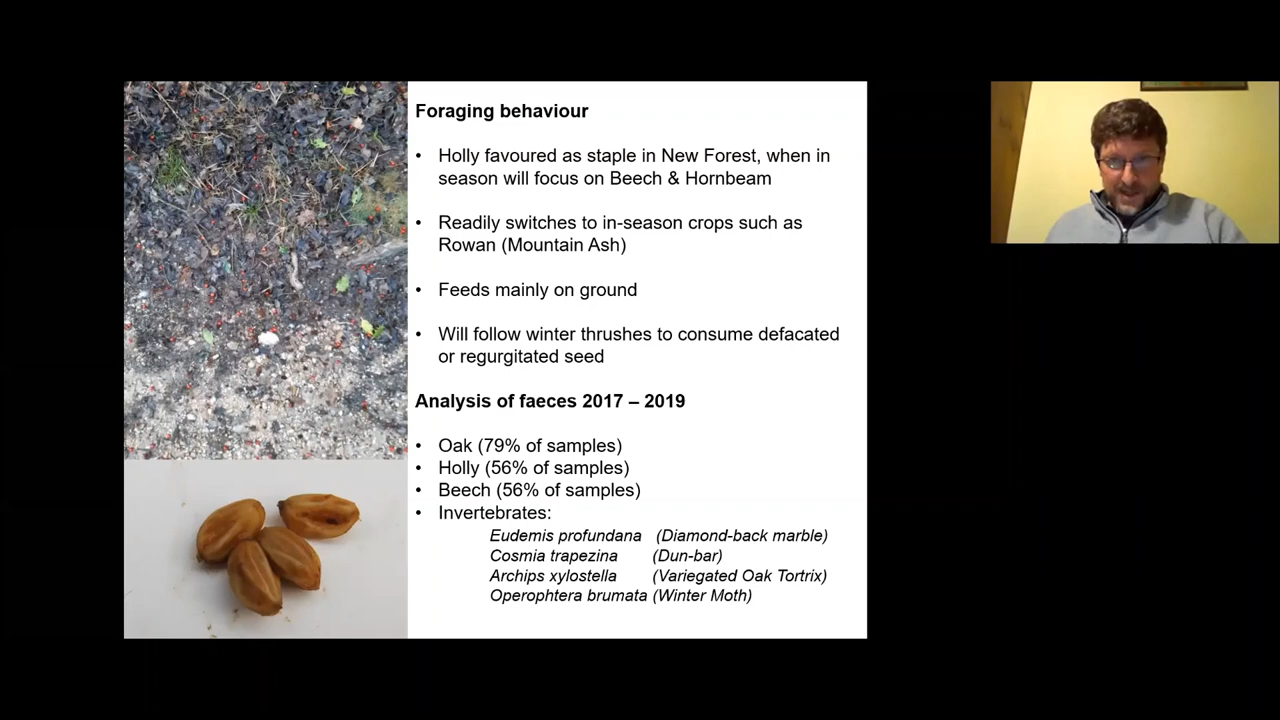 Foraging behaviour
• Holly favoured as staple in New Forest, when in
season will focus on Beech & Hornbeam
• Readily switches to in-season crops such as
Rowan (Mountain Ash)
• Feeds mainly on ground
• Will follow winter thrushes to consume defacated
or regurgitated seed
Analysis of faeces 2017 – 2019
• Oak (79% of samples)
• Holly (56% of samples)
• Beech (56% of samples)
• Invertebrates:
Eudemis profundana (Diamond-back marble)
Cosmia trapezina (Dun-bar)
Archips xylostella (Variegated Oak Tortrix)
Operophtera brumata (Winter Moth)